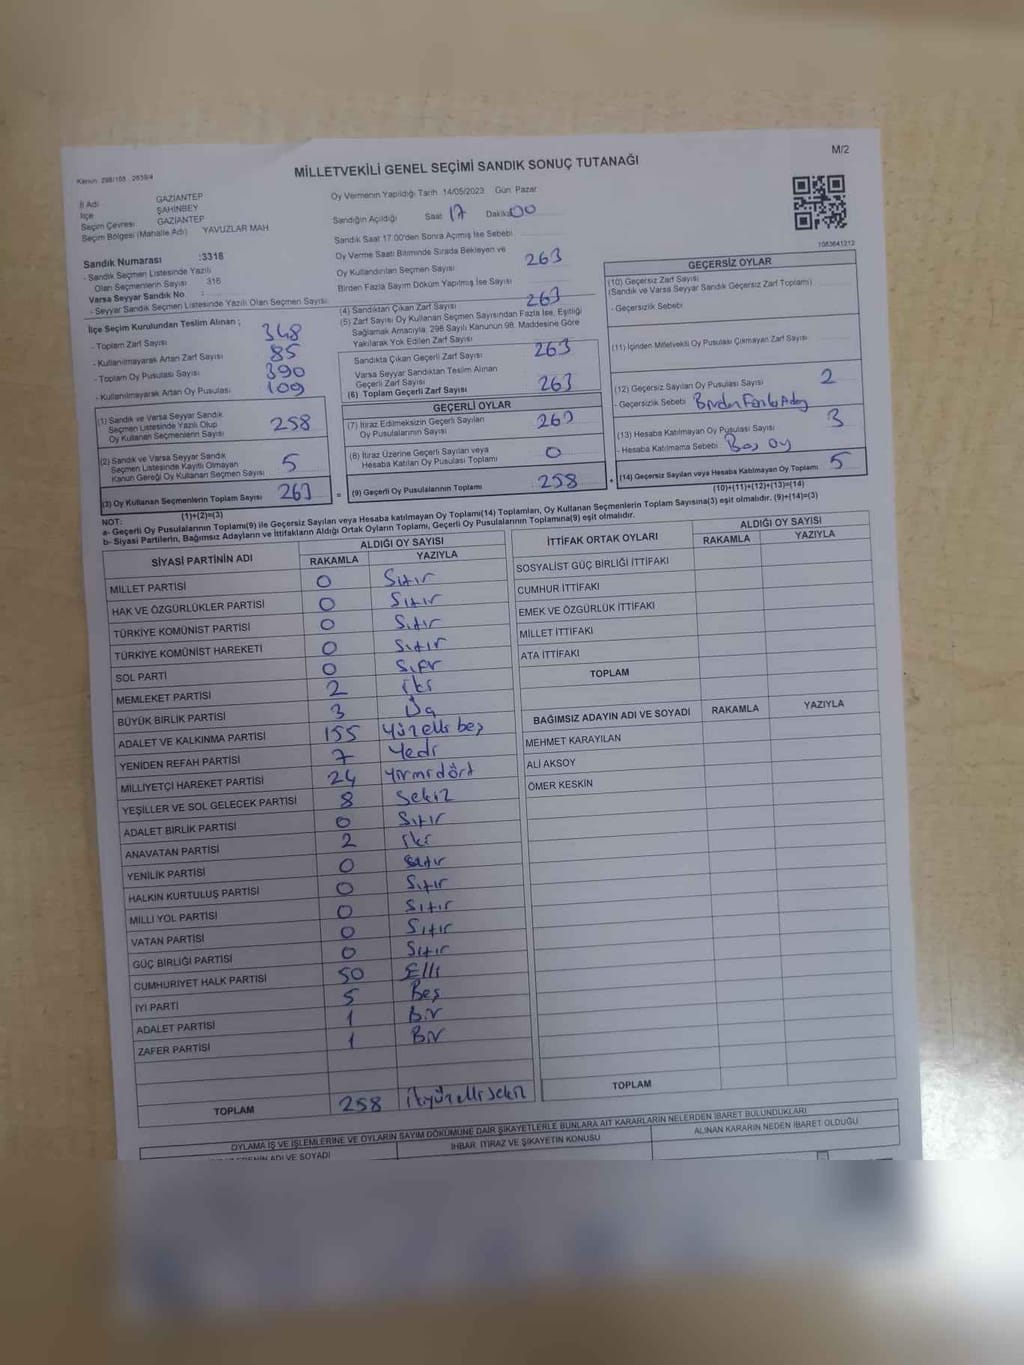 M/2
Kanun: 298/105 , 2839/4
MİLLETVEKİLİ GENEL SEÇİMİ SANDIK SONUÇ TUTANAĞI
İl Adı GAZİANTEP
İlçe ŞAHİNBEY
Seçim Çevresi GAZİANTEP
Seçim Bölgesi (Mahalle Adı) YAVUZLAR MAH
Sandık Numarası :3318
- Sandık Seçmen Listesinde Yazılı
Olan Seçmenlerin Sayısı 316
Varsa Seyyar Sandık No :
- Seyyar Sandık Seçmen Listesinde Yazılı Olan Seçmen Sayısı:
İlçe Seçim Kurulundan Teslim Alınan ;
- Toplam Zarf Sayısı 348
- Kullanılmayarak Artan Zarf Sayısı 85
- Toplam Oy Pusulası Sayısı 390
- Kullanılmayarak Artan Oy Pusulası 109
(1) Sandık ve Varsa Seyyar Sandık
Seçmen Listesinde Yazılı Olup
Oy Kullanan Seçmenlerin Sayısı 258
(2) Sandık ve Varsa Seyyar Sandık
Seçmen Listesinde Kayıtlı Olmayan
Kanun Gereği Oy Kullanan Seçmen Sayısı 5
(3) Oy Kullanan Seçmenlerin Toplam Sayısı 263
(1)+(2)=(3)
Oy Vermenin Yapıldığı Tarih 14/05/2023 Gün Pazar
Sandığın Açıldığı Saat 17 Dakika 00
Sandık Saat 17:00'den Sonra Açılmış İse Sebebi
Oy Verme Saati Bitiminde Sırada Bekleyen ve
Oy Kullandırılan Seçmen Sayısı 263
Birden Fazla Sayım Döküm Yapılmış İse Sayısı
(4) Sandıktan Çıkan Zarf Sayısı 263
(5) Zarf Sayısı Oy Kullanan Seçmen Sayısından Fazla İse, Eşitliği
Sağlamak Amacıyla, 298 Sayılı Kanunun 98. Maddesine Göre
Yakılarak Yok Edilen Zarf Sayısı
Sandıkta Çıkan Geçerli Zarf Sayısı 263
Varsa Seyyar Sandıktan Teslim Alınan
Geçerli Zarf Sayısı
(6) Toplam Geçerli Zarf Sayısı 263
GEÇERLİ OYLAR
(7) İtiraz Edilmeksizin Geçerli Sayılan
Oy Pusulalarının Sayısı 263
(8) İtiraz Üzerine Geçerli Sayılan veya
Hesaba Katılan Oy Pusulası Toplamı 0
= (9) Geçerli Oy Pusulalarının Toplamı 258
1083641212
GEÇERSİZ OYLAR
(10) Geçersiz Zarf Sayısı
(Sandık ve Varsa Seyyar Sandık Geçersiz Zarf Toplamı)
- Geçersizlik Sebebi
(11) İçinden Milletvekili Oy Pusulası Çıkmayan Zarf Sayısı
(12) Geçersiz Sayılan Oy Pusulası Sayısı 2
- Geçersizlik Sebebi Birden Fazla Aday
(13) Hesaba Katılmayan Oy Pusulası Sayısı 3
- Hesaba Katılmama Sebebi Boş oy
+ (14) Geçersiz Sayılan veya Hesaba Katılmayan Oy Toplamı 5
(10)+(11)+(12)+(13)=(14)
NOT:
a- Geçerli Oy Pusulalarının Toplamı(9) ile Geçersiz Sayılan veya Hesaba katılmayan Oy Toplamı(14) Toplamları, Oy Kullanan Seçmenlerin Toplam Sayısına(3) eşit olmalıdır. (9)+(14)=(3)
b- Siyasi Partilerin, Bağımsız Adayların ve İttifakların Aldığı Ortak Oyların Toplamı, Geçerli Oy Pusulalarının Toplamına(9) eşit olmalıdır.
SİYASİ PARTİNİN ADI ALDIĞI OY SAYISI
RAKAMLA YAZIYLA
MİLLET PARTİSİ 0 Sıfır
HAK VE ÖZGÜRLÜKLER PARTİSİ 0 Sıfır
TÜRKİYE KOMÜNİST PARTİSİ 0 Sıfır
TÜRKİYE KOMÜNİST HAREKETİ 0 Sıfır
SOL PARTİ 0 Sıfır
MEMLEKET PARTİSİ 2 iki
BÜYÜK BİRLİK PARTİSİ 3 Üç
ADALET VE KALKINMA PARTİSİ 155 Yüzelli beş
YENİDEN REFAH PARTİSİ 7 Yedi
MİLLİYETÇİ HAREKET PARTİSİ 24 Yirmidört
YEŞİLLER VE SOL GELECEK PARTİSİ 8 Sekiz
ADALET BİRLİK PARTİSİ 0 Sıfır
ANAVATAN PARTİSİ 2 iki
YENİLİK PARTİSİ 0 Sıfır
HALKIN KURTULUŞ PARTİSİ 0 Sıfır
MİLLİ YOL PARTİSİ 0 Sıfır
VATAN PARTİSİ 0 Sıfır
GÜÇ BİRLİĞİ PARTİSİ 0 Sıfır
CUMHURİYET HALK PARTİSİ 50 Elli
İYİ PARTİ 5 Beş
ADALET PARTİSİ 1 Bir
ZAFER PARTİSİ 1 Bir
TOPLAM 258 ikiyüzelli sekiz
İTTİFAK ORTAK OYLARI ALDIĞI OY SAYISI
RAKAMLA YAZIYLA
SOSYALİST GÜÇ BİRLİĞİ İTTİFAKI
CUMHUR İTTİFAKI
EMEK VE ÖZGÜRLÜK İTTİFAKI
MİLLET İTTİFAKI
ATA İTTİFAKI
TOPLAM
BAĞIMSIZ ADAYIN ADI VE SOYADI RAKAMLA YAZIYLA
MEHMET KARAYILAN
ALİ AKSOY
ÖMER KESKİN
TOPLAM
OYLAMA İŞ VE İŞLEMLERİNE VE OYLARIN SAYIM DÖKÜMÜNE DAİR ŞİKAYETLERLE BUNLARA AİT KARARLARIN NELERDEN İBARET BULUNDUKLARI
ADI VE SOYADI İHBAR, İTİRAZ VE ŞİKAYETİN KONUSU ALINAN KARARIN NEDEN İBARET OLDUĞU